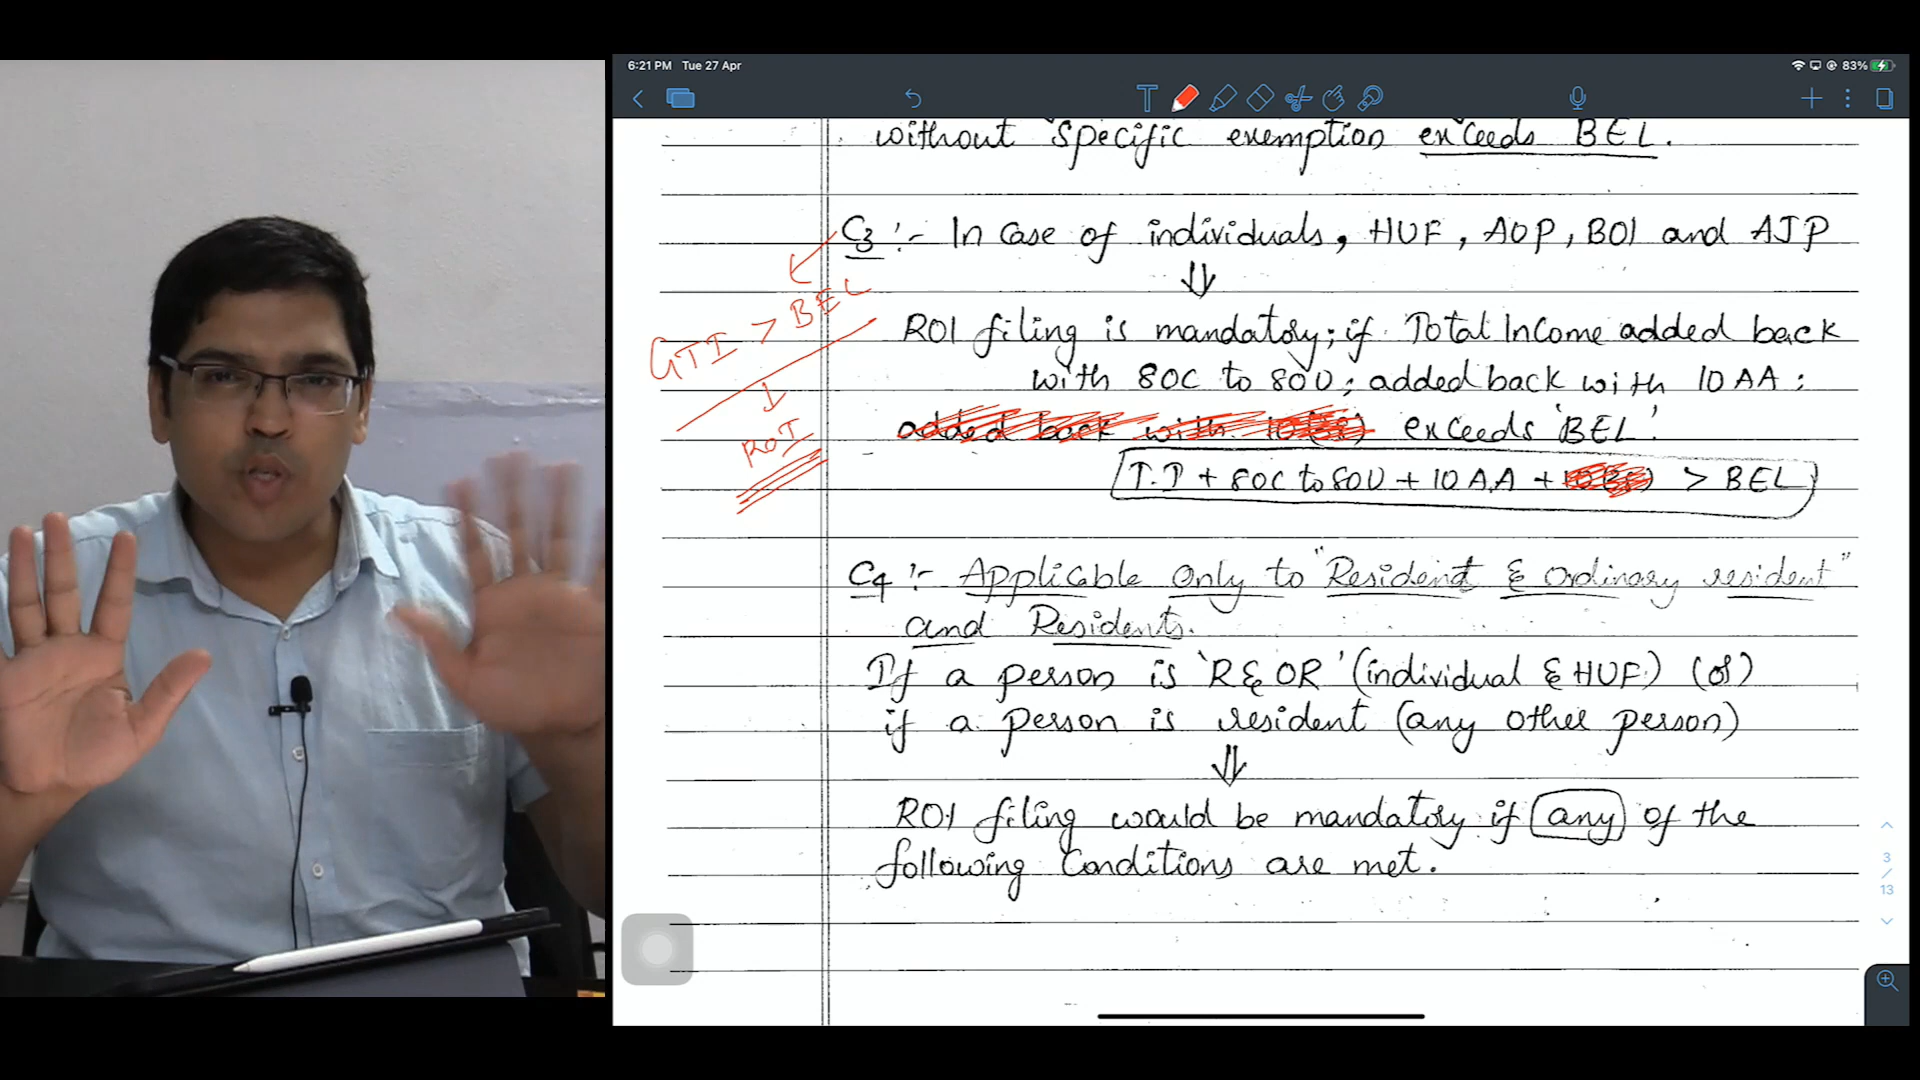 6:21 PM Tue 27 Apr
83%
T
without specific exemption exceeds BEL.
C3 :- In case of individuals, HUF, AOP, BOI and AJP
GTI > BEL
ROI
ROI filing is mandatory; if Total Income added back
with 80C to 80U; added back with 10AA;
added back with exceeds 'BEL'.
T.I + 80C to 80U + 10AA + > BEL
C4 :- Applicable Only to "Resident & Ordinary resident"
and Residents.
If a person is 'R&OR' (individual & HUF) (or)
if a person is resident (any other person)
ROI filing would be mandatory if any of the
following Conditions are met.
3
/
13